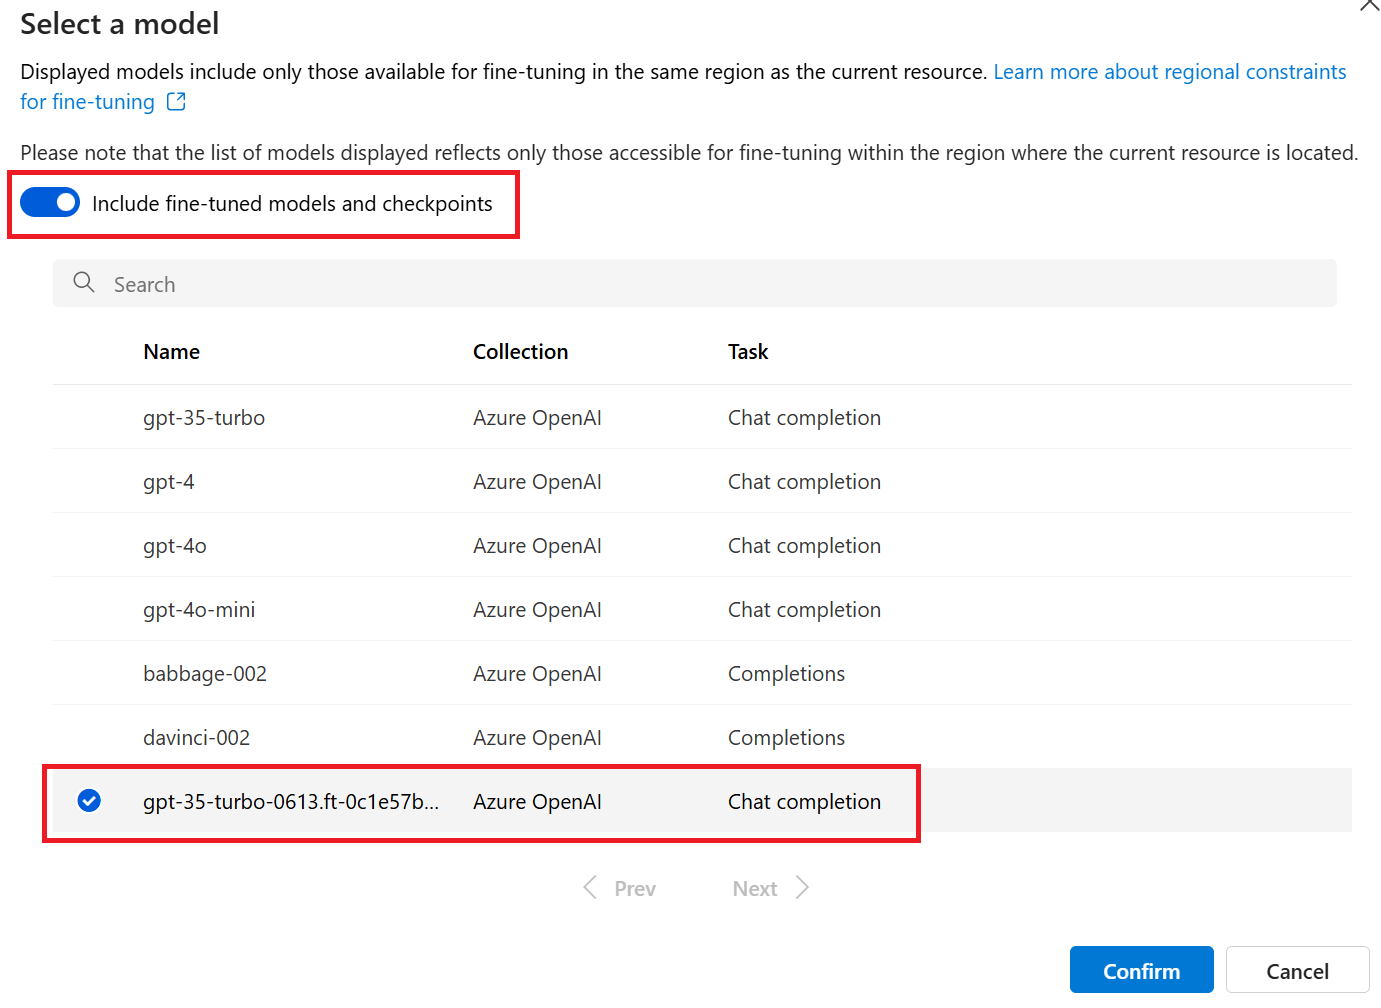 Select a model
Displayed models include only those available for fine-tuning in the same region as the current resource. Learn more about regional constraints
for fine-tuning
Please note that the list of models displayed reflects only those accessible for fine-tuning within the region where the current resource is located.
Include fine-tuned models and checkpoints
Search
Name Collection Task
gpt-35-turbo Azure OpenAI Chat completion
gpt-4 Azure OpenAI Chat completion
gpt-4o Azure OpenAI Chat completion
gpt-4o-mini Azure OpenAI Chat completion
babbage-002 Azure OpenAI Completions
davinci-002 Azure OpenAI Completions
gpt-35-turbo-0613.ft-0c1e57b... Azure OpenAI Chat completion
Prev Next
Confirm Cancel